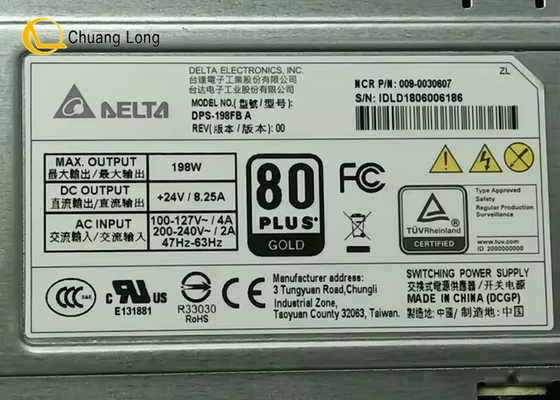 Chuang Long
DELTA ELECTRONICS, INC.
台達電子工業股份有限公司
台达电子工业股份有限公司
MODEL NO.(型號/型号):
DPS-198FB A
REV(版本/版本): 00
NCR P/N: 009-0030607
S/N: IDLD1806006186
ZL
DELTA
MAX. OUTPUT
最大輸出/最大输出
198W
DC OUTPUT
直流輸出/直流输出
+24V / 8.25A
AC INPUT
交流輸入/交流输入
100-127V~ / 4A
200-240V~ / 2A
47Hz-63Hz
80
PLUS
GOLD
FC
TÜVRheinland
CERTIFIED
Type Approved
Safety
Regular Production
Surveillance
www.tuv.com
ID 2000000000
CCC
c UR US
E131881
R33030
RoHS
CE
Manufacturer address:
3 Tungyuan Road,Chungli
Industrial Zone,
Taoyuan County 32063, Taiwan
SWITCHING POWER SUPPLY
交換式電源供應器/开关电源
MADE IN CHINA (DCGP)
製造地: 中國/ 制造地: 中国